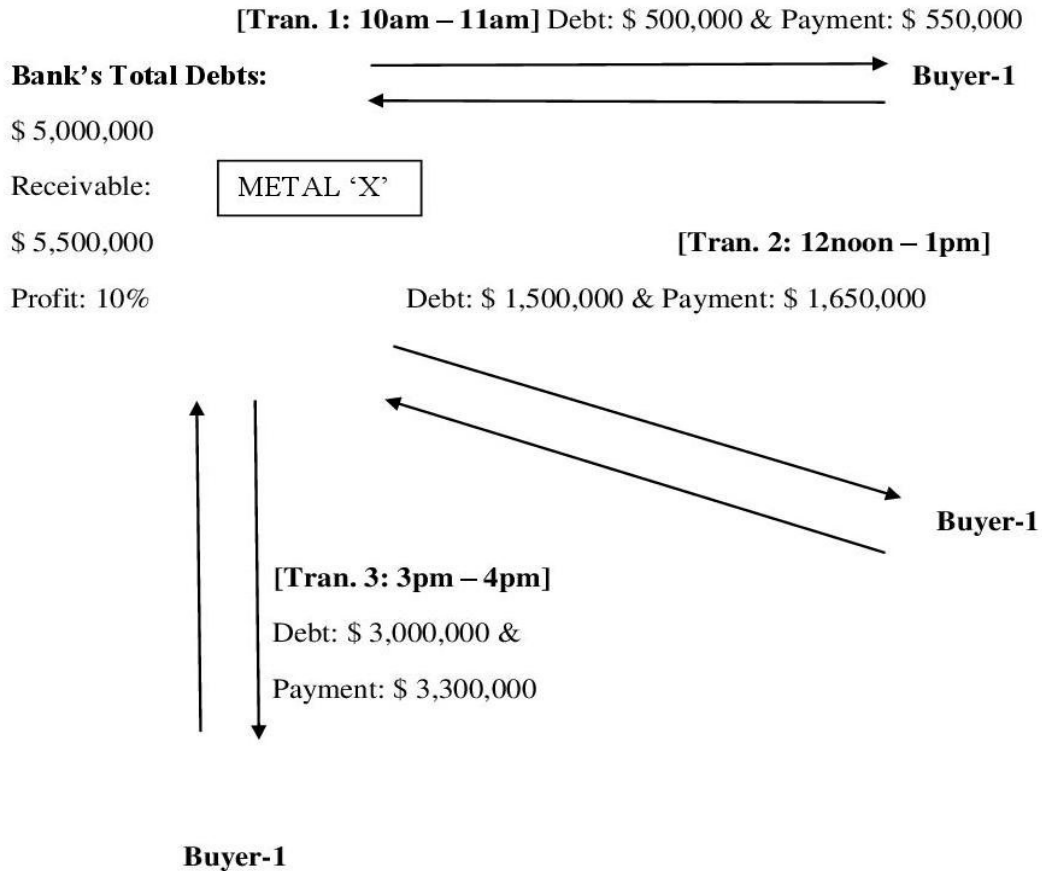 [Tran. 1: 10am – 11am] Debt: $ 500,000 & Payment: $ 550,000
Bank’s Total Debts:
Buyer-1
$ 5,000,000
Receivable:
METAL ‘X’
$ 5,500,000
[Tran. 2: 12noon – 1pm]
Profit: 10%
Debt: $ 1,500,000 & Payment: $ 1,650,000
Buyer-1
[Tran. 3: 3pm – 4pm]
Debt: $ 3,000,000 &
Payment: $ 3,300,000
Buyer-1